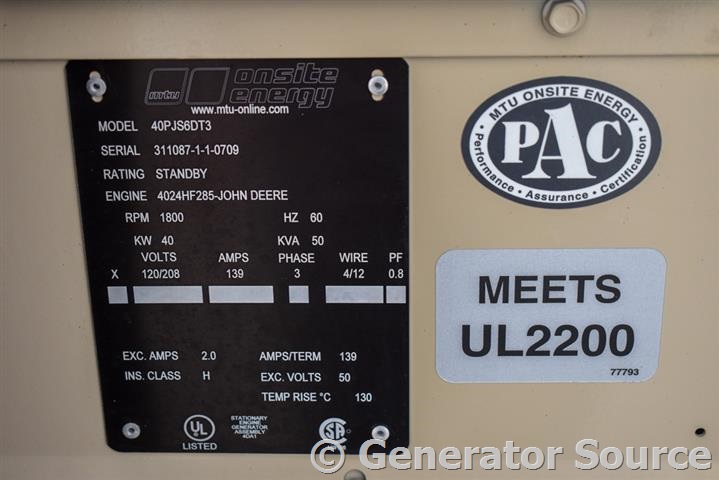 mtu onsite energy
www.mtu-online.com
MODEL 40PJS6DT3
SERIAL 311087-1-1-0709
RATING STANDBY
ENGINE 4024HF285-JOHN DEERE
RPM 1800 HZ 60
KW 40 KVA 50
VOLTS AMPS PHASE WIRE PF
X 120/208 139 3 4/12 0.8
EXC. AMPS 2.0 AMPS/TERM 139
INS. CLASS H EXC. VOLTS 50
TEMP RISE °C 130
UL
LISTED
STATIONARY
ENGINE
GENERATOR
ASSEMBLY
4DA1
MTU ONSITE ENERGY
PAC
• Performance • Assurance • Certification •
MEETS
UL2200
77793
© Generator Source